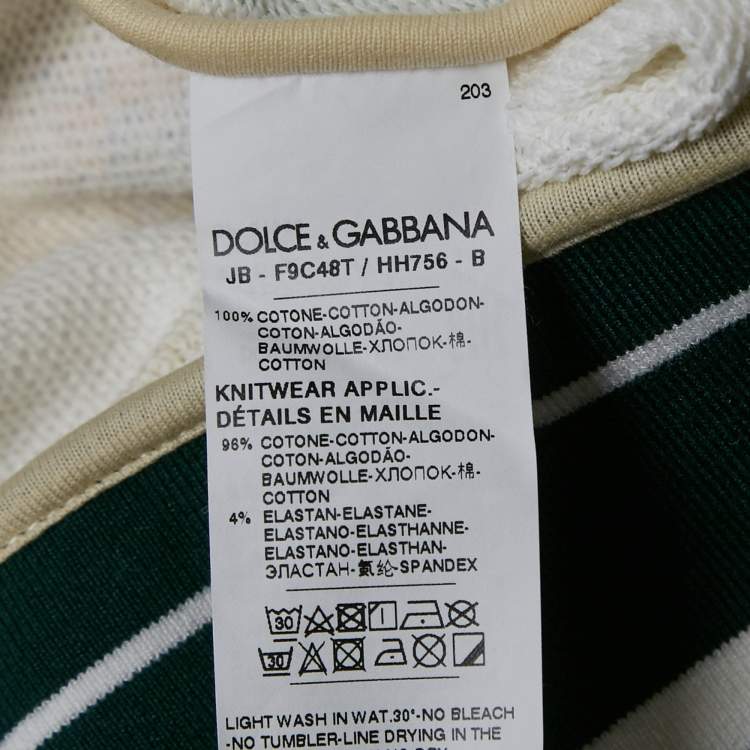 203
DOLCE & GABBANA
JB - F9C48T / HH756 - B
100% COTONE-COTTON-ALGODON-
COTON-ALGODÃO-
BAUMWOLLE-ХЛОПОК-棉-
COTTON
KNITWEAR APPLIC.-
DÉTAILS EN MAILLE
96% COTONE-COTTON-ALGODON-
COTON-ALGODÃO-
BAUMWOLLE-ХЛОПОК-棉-
COTTON
4% ELASTAN-ELASTANE-
ELASTANO-ELASTHANNE-
ELASTANO-ELASTHAN-
ЭЛАСТАН-氨纶-SPANDEX
30
30
LIGHT WASH IN WAT.30°-NO BLEACH
-NO TUMBLER-LINE DRYING IN THE